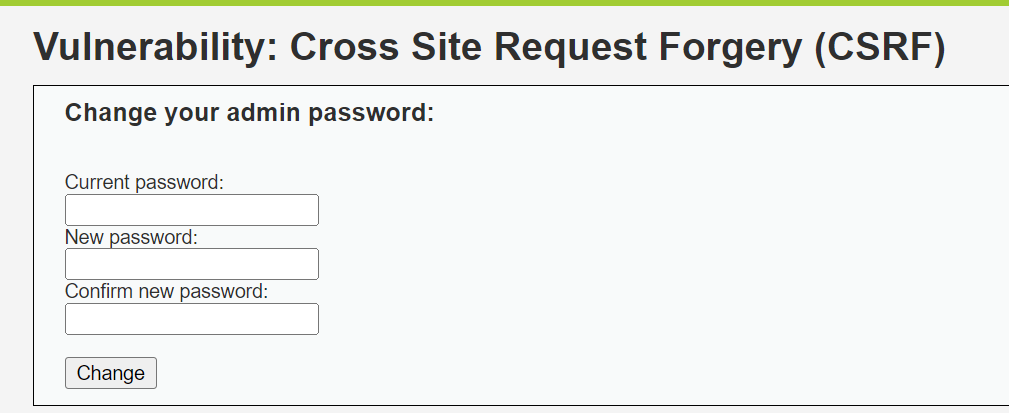 Vulnerability: Cross Site Request Forgery (CSRF)
Change your admin password:
Current password:
New password:
Confirm new password:
Change